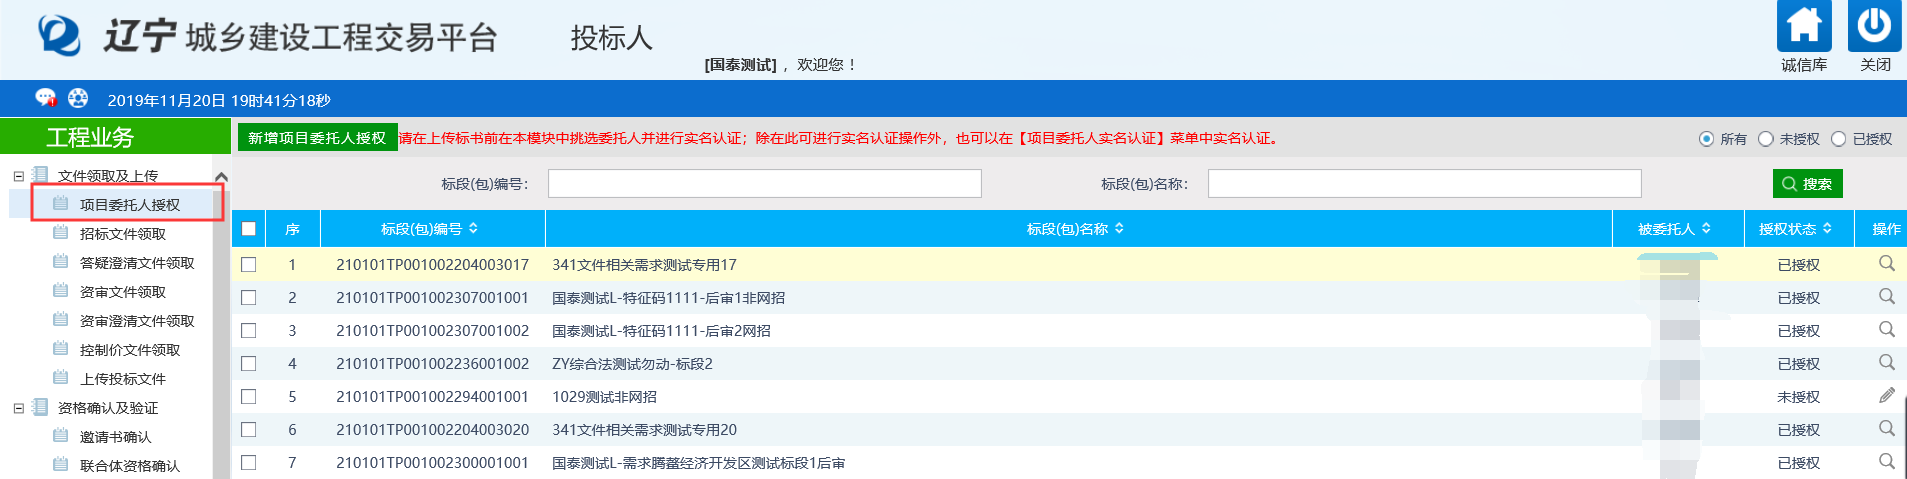 辽宁 城乡建设工程交易平台 投标人
[国泰测试] ，欢迎您！
诚信库 关闭
2019年11月20日 19时41分18秒
工程业务
文件领取及上传
项目委托人授权
招标文件领取
答疑澄清文件领取
资审文件领取
资审澄清文件领取
控制价文件领取
上传投标文件
资格确认及验证
邀请书确认
联合体资格确认
新增项目委托人授权 请在上传标书前在本模块中挑选委托人并进行实名认证；除在此可进行实名认证操作外，也可以在【项目委托人实名认证】菜单中实名认证。 所有 未授权 已授权
标段(包)编号： 标段(包)名称： 搜索
序 标段(包)编号 标段(包)名称 被委托人 授权状态 操作
1 210101TP001002204003017 341文件相关需求测试专用17 已授权
2 210101TP001002307001001 国泰测试L-特征码1111-后审1非网招 已授权
3 210101TP001002307001002 国泰测试L-特征码1111-后审2网招 已授权
4 210101TP001002236001002 ZY综合法测试勿动-标段2 已授权
5 210101TP001002294001001 1029测试非网招 未授权
6 210101TP001002204003020 341文件相关需求测试专用20 已授权
7 210101TP001002300001001 国泰测试L-需求腾鳌经济开发区测试标段1后审 已授权